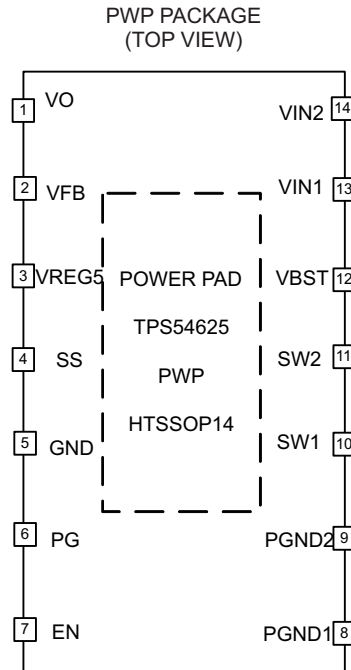 PWP PACKAGE
(TOP VIEW)
1 VO
VIN2 14
2 VFB
VIN1 13
3 VREG5
POWER PAD
VBST 12
TPS54625
4 SS
SW2 11
PWP
HTSSOP14
5 GND
SW1 10
6 PG
PGND2 9
7 EN
PGND1 8